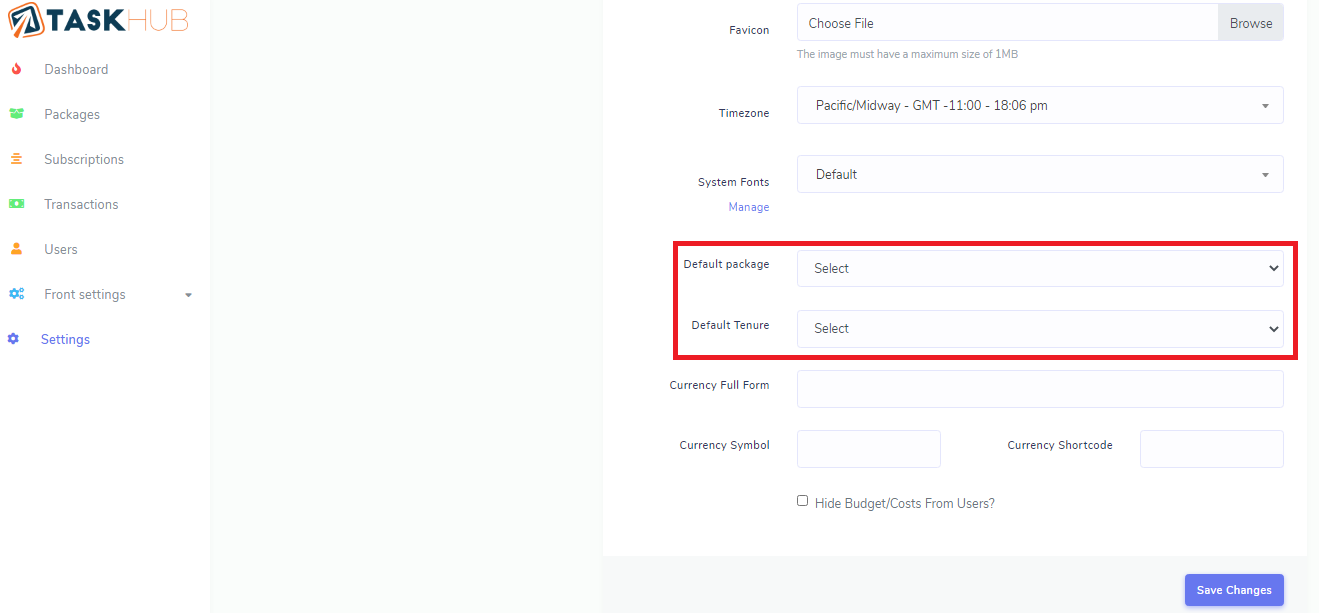 TASKHUB
Dashboard
Packages
Subscriptions
Transactions
Users
Front settings
Settings
Favicon
Choose File
Browse
The image must have a maximum size of 1MB
Timezone
Pacific/Midway - GMT -11:00 - 18:06 pm
System Fonts
Default
Manage
Default package
Select
Default Tenure
Select
Currency Full Form
Currency Symbol
Currency Shortcode
Hide Budget/Costs From Users?
Save Changes